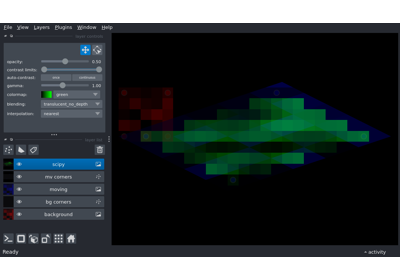 File View Layers Plugins Window Help
opacity: 0.50
contrast limits:
auto-contrast: once continuous
gamma: 1.00
colormap: green
blending: translucent_no_depth
interpolation: nearest
scipy
mv corners
moving
bg corners
background
Ready
activity